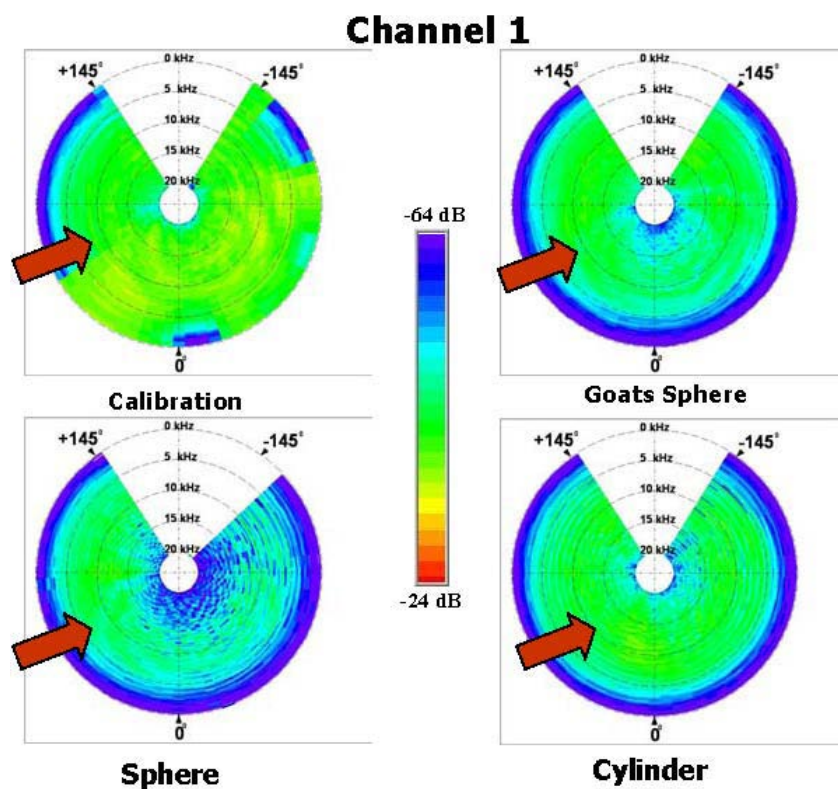 Channel 1
+145°
0 kHz
-145°
5 kHz
10 kHz
15 kHz
20 kHz
0°
Calibration
+145°
0 kHz
-145°
5 kHz
10 kHz
15 kHz
20 kHz
0°
Goats Sphere
-64 dB
-24 dB
+145°
0 kHz
-145°
5 kHz
10 kHz
15 kHz
20 kHz
0°
Sphere
+145°
0 kHz
-145°
5 kHz
10 kHz
15 kHz
20 kHz
0°
Cylinder